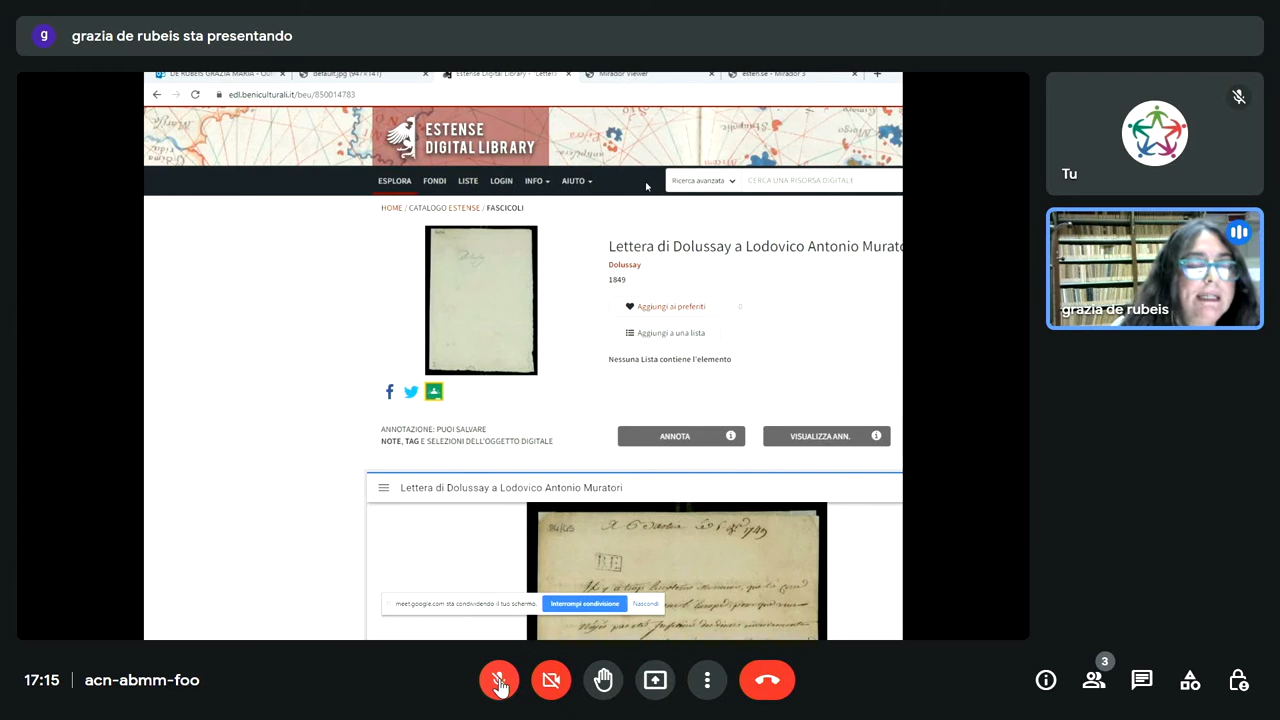 g grazia de rubeis sta presentando
DE RUBEIS GRAZIA MARIA - Out
default.jpg (947×147)
Estense Digital Library - "Lett
Mirador Viewer
esten.se - Mirador 3
edl.beniculturali.it/beu/850014783
ESTENSE
DIGITAL LIBRARY
ESPLORA FONDI LISTE LOGIN INFO AIUTO
Ricerca avanzata CERCA UNA RISORSA DIGITALE
HOME / CATALOGO ESTENSE / FASCICOLI
Lettera di Dolussay a Lodovico Antonio Murato
Dolussay
1849
Aggiungi ai preferiti 0
Aggiungi a una lista
Nessuna Lista contiene l'elemento
ANNOTAZIONE: PUOI SALVARE
NOTE, TAG E SELEZIONI DELL'OGGETTO DIGITALE
ANNOTA
VISUALIZZA ANN.
Lettera di Dolussay a Lodovico Antonio Muratori
B.E.
1749
meet.google.com sta condividendo il tuo schermo.
Interrompi condivisione
Nascondi
Tu
grazia de rubeis
17:15 | acn-abmm-foo
3